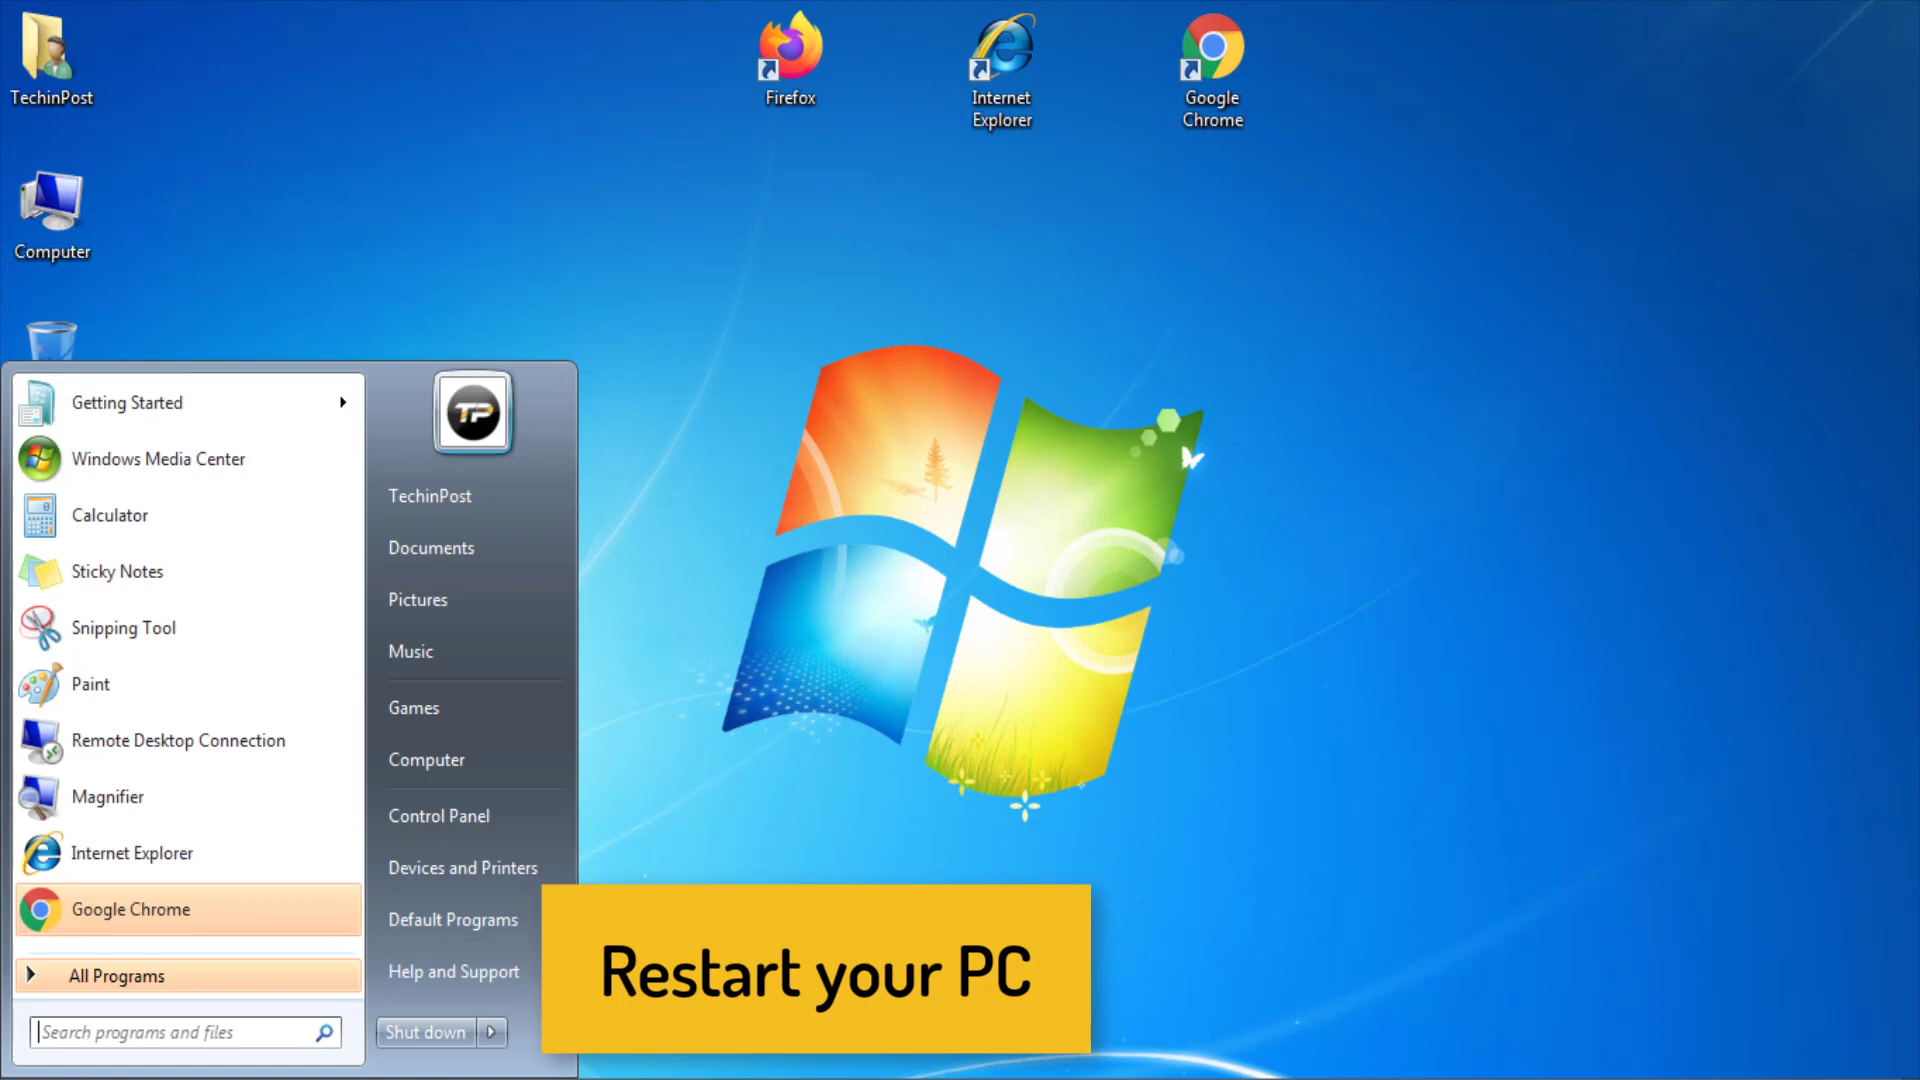 TechinPost
Firefox
Internet
Explorer
Google
Chrome
Computer
Getting Started
Windows Media Center
Calculator
Sticky Notes
Snipping Tool
Paint
Remote Desktop Connection
Magnifier
Internet Explorer
Google Chrome
All Programs
Search programs and files
TP
TechinPost
Documents
Pictures
Music
Games
Computer
Control Panel
Devices and Printers
Default Programs
Help and Support
Shut down
Restart your PC